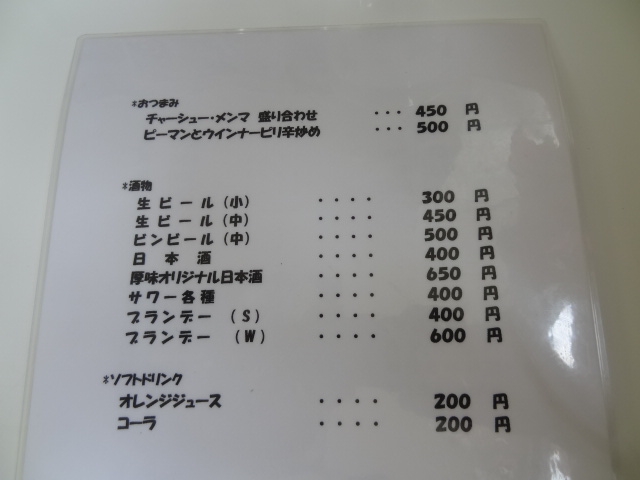 *おつまみ
チャーシュー・メンマ 盛り合わせ ・・・ 450 円
ピーマンとウインナーピリ辛炒め ・・・ 500 円
*酒物
生ビール(小) ・・・・ 300 円
生ビール(中) ・・・・ 450 円
ビンビール(中) ・・・・ 500 円
日 本 酒 ・・・・ 400 円
厚味オリジナル日本酒 ・・・・ 650 円
サワー各種 ・・・・ 400 円
ブランデー (S) ・・・・ 400 円
ブランデー (W) ・・・・ 600 円
*ソフトドリンク
オレンジジュース ・・・・ 200 円
コーラ ・・・・ 200 円